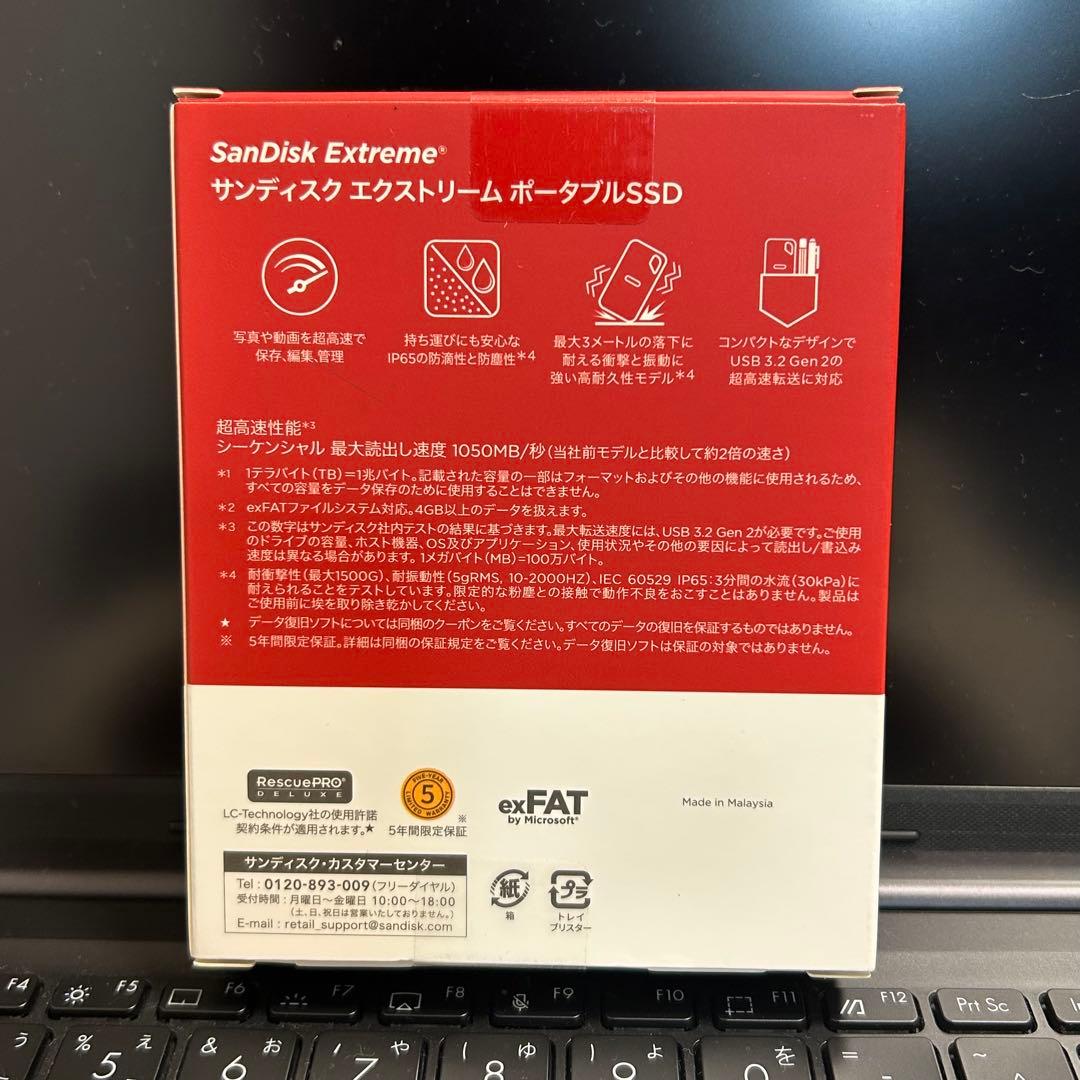 SanDisk Extreme®
サンディスク エクストリーム ポータブルSSD
写真や動画を超高速で
保存、編集、管理
持ち運びにも安心な
IP65の防滴性と防塵性*4
最大3メートルの落下に
耐える衝撃と振動に
強い高耐久性モデル*4
コンパクトなデザインで
USB 3.2 Gen 2の
超高速転送に対応
超高速性能*3
シーケンシャル 最大読出し速度 1050MB/秒(当社前モデルと比較して約2倍の速さ)
*1 1テラバイト(TB)=1兆バイト。記載された容量の一部はフォーマットおよびその他の機能に使用されるため、
すべての容量をデータ保存のために使用することはできません。
*2 exFATファイルシステム対応。4GB以上のデータを扱えます。
*3 この数字はサンディスク社内テストの結果に基づきます。最大転送速度には、USB 3.2 Gen 2が必要です。ご使用
のドライブの容量、ホスト機器、OS及びアプリケーション、使用状況やその他の要因によって読出し/書込み
速度は異なる場合があります。1メガバイト(MB)=100万バイト。
*4 耐衝撃性(最大1500G)、耐振動性(5gRMS, 10-2000HZ)、IEC 60529 IP65:3分間の水流(30kPa)に
耐えられることをテストしています。限定的な粉塵との接触で動作不良をおこすことはありません。製品は
ご使用前に埃を取り除き乾かしてください。
★ データ復旧ソフトについては同梱のクーポンをご覧ください。すべてのデータの復旧を保証するものではありません。
※ 5年間限定保証。詳細は同梱の保証規定をご覧ください。データ復旧ソフトは保証の対象ではありません。
RescuePRO®
DELUXE
LC-Technology社の使用許諾
契約条件が適用されます。★
FIVE-YEAR
5
LIMITED WARRANTY
※
5年間限定保証
exFAT
by Microsoft®
Made in Malaysia
サンディスク・カスタマーセンター
Tel : 0120-893-009(フリーダイヤル)
受付時間 : 月曜日〜金曜日 10:00〜18:00
(土、日、祝日は営業いたしておりません。)
E-mail : retail_support@sandisk.com
紙
箱
プラ
トレイ
ブリスター
F4 F5 F6 F7 F8 F9 F10 F11 F12 Prt Sc
う % 5 え & 6 お ' 7 や ( 8 ゆ ) 9 よ 0 を = ~